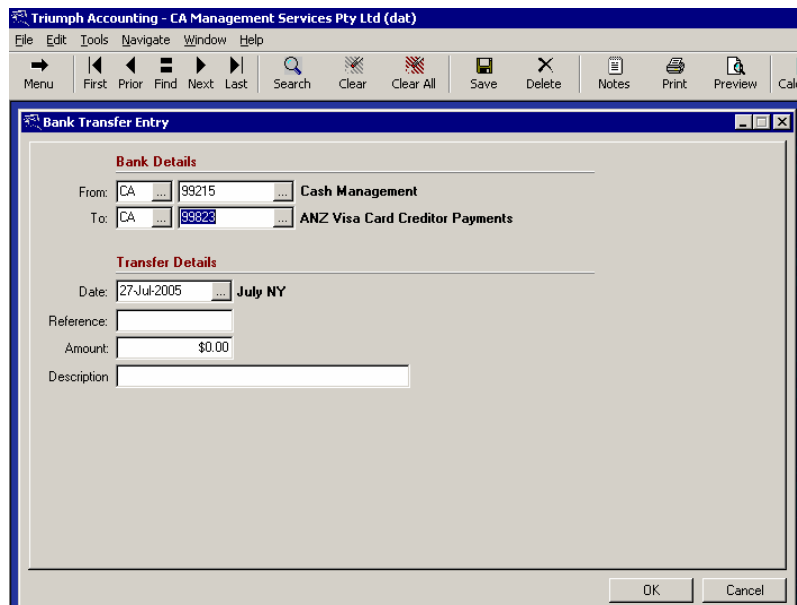 Triumph Accounting - CA Management Services Pty Ltd (dat)
File Edit Tools Navigate Window Help
Menu First Prior Find Next Last Search Clear Clear All Save Delete Notes Print Preview Cal
Bank Transfer Entry
Bank Details
From: CA ... 99215 ... Cash Management
To: CA ... 99823 ... ANZ Visa Card Creditor Payments
Transfer Details
Date: 27-Jul-2005 ... July NY
Reference:
Amount: $0.00
Description
OK Cancel